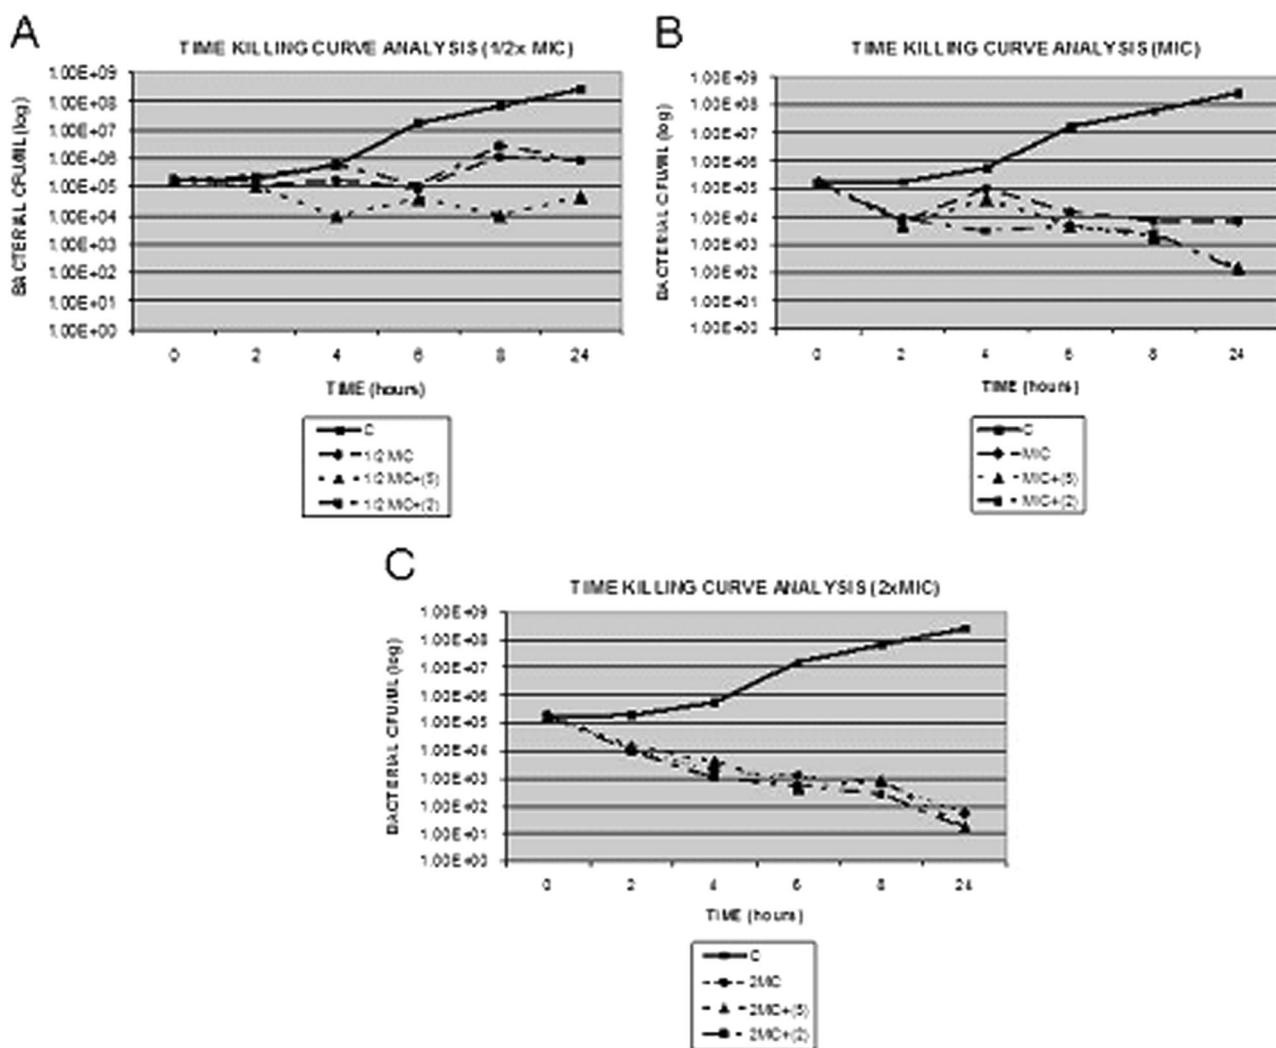 A
TIME KILLING CURVE ANALYSIS (1/2x MIC)
BACTERIAL CFU/ML (log)
1.00E+09
1.00E+08
1.00E+07
1.00E+06
1.00E+05
1.00E+04
1.00E+03
1.00E+02
1.00E+01
1.00E+00
0 2 4 6 8 24
TIME (hours)
C
1/2 MIC
1/2 MIC+(5)
1/2 MIC+(2)
B
TIME KILLING CURVE ANALYSIS (MIC)
BACTERIAL CFU/ML (log)
1.00E+09
1.00E+08
1.00E+07
1.00E+06
1.00E+05
1.00E+04
1.00E+03
1.00E+02
1.00E+01
1.00E+00
0 2 4 6 8 24
TIME (hours)
C
MIC
MIC+(5)
MIC+(2)
C
TIME KILLING CURVE ANALYSIS (2xMIC)
BACTERIAL CFU/ML (log)
1.00E+09
1.00E+08
1.00E+07
1.00E+06
1.00E+05
1.00E+04
1.00E+03
1.00E+02
1.00E+01
1.00E+00
0 2 4 6 8 24
TIME (hours)
C
2MIC
2MIC+(5)
2MIC+(2)